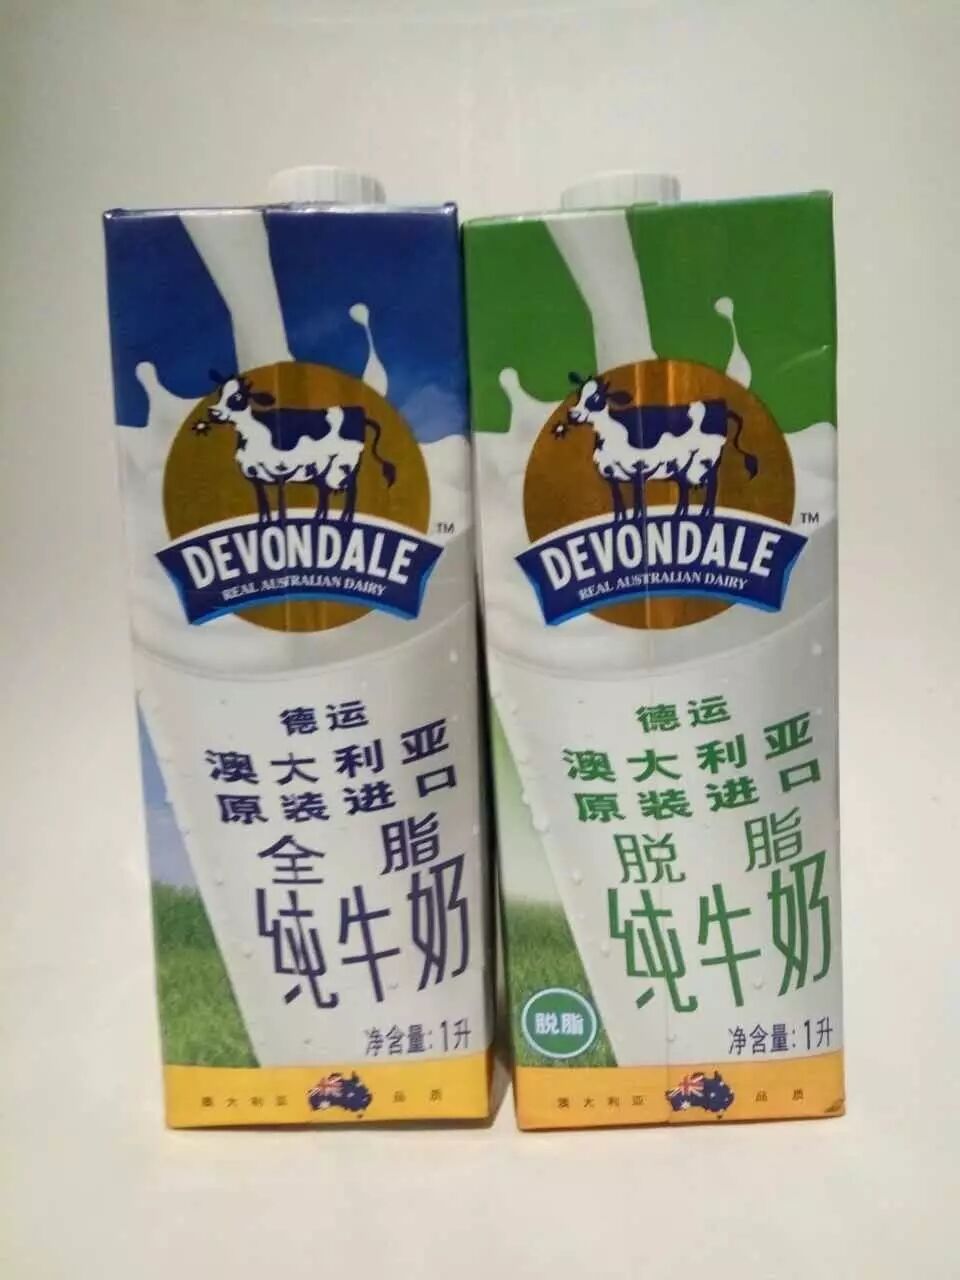 DEVONDALE
TM
REAL AUSTRALIAN DAIRY
德运
澳大利亚
原装进口
全脂
纯牛奶
净含量:1升
澳大利亚 品质
DEVONDALE
TM
REAL AUSTRALIAN DAIRY
德运
澳大利亚
原装进口
脱脂
纯牛奶
脱脂
净含量:1升
澳大利亚 品质